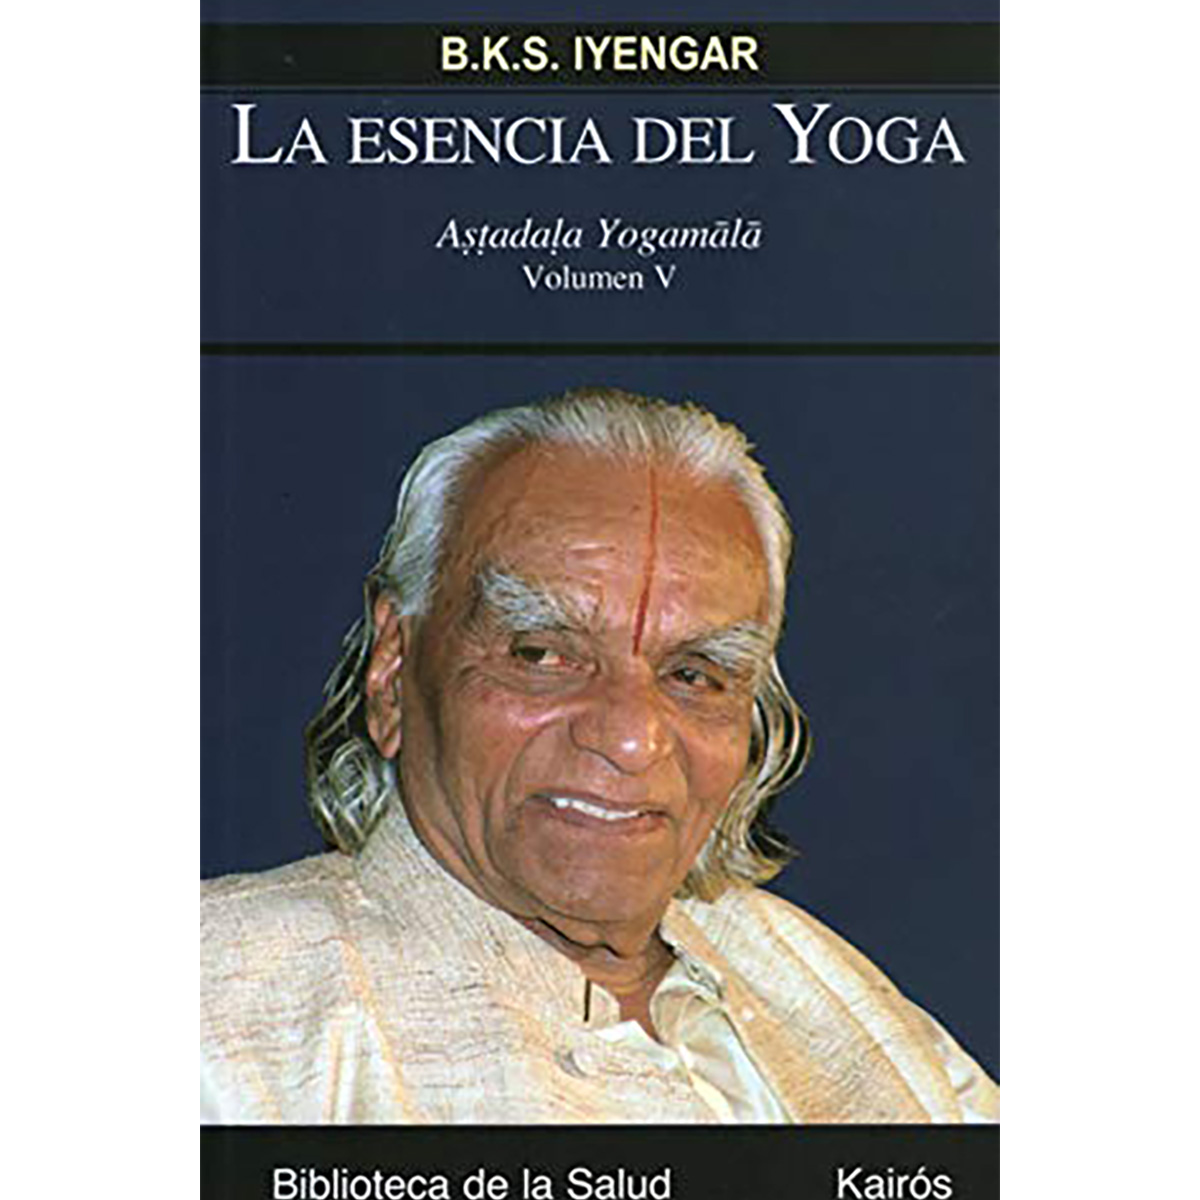 B.K.S. IYENGAR
LA ESENCIA DEL YOGA
Aṣṭadaḷa Yogamālā
Volumen V
Biblioteca de la Salud Kairós